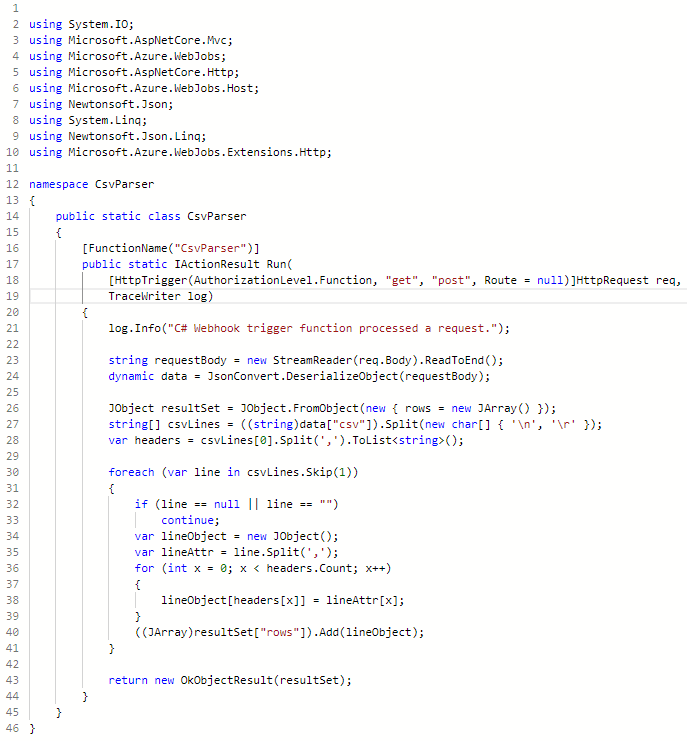 1
2 using System.IO;
3 using Microsoft.AspNetCore.Mvc;
4 using Microsoft.Azure.WebJobs;
5 using Microsoft.AspNetCore.Http;
6 using Microsoft.Azure.WebJobs.Host;
7 using Newtonsoft.Json;
8 using System.Linq;
9 using Newtonsoft.Json.Linq;
10 using Microsoft.Azure.WebJobs.Extensions.Http;
11
12 namespace CsvParser
13 {
14     public static class CsvParser
15     {
16         [FunctionName("CsvParser")]
17         public static IActionResult Run(
18             [HttpTrigger(AuthorizationLevel.Function, "get", "post", Route = null)]HttpRequest req,
19             TraceWriter log)
20         {
21             log.Info("C# Webhook trigger function processed a request.");
22
23             string requestBody = new StreamReader(req.Body).ReadToEnd();
24             dynamic data = JsonConvert.DeserializeObject(requestBody);
25
26             JObject resultSet = JObject.FromObject(new { rows = new JArray() });
27             string[] csvLines = ((string)data["csv"]).Split(new char[] { '\n', '\r' });
28             var headers = csvLines[0].Split(',').ToList<string>();
29
30             foreach (var line in csvLines.Skip(1))
31             {
32                 if (line == null || line == "")
33                     continue;
34                 var lineObject = new JObject();
35                 var lineAttr = line.Split(',');
36                 for (int x = 0; x < headers.Count; x++)
37                 {
38                     lineObject[headers[x]] = lineAttr[x];
39                 }
40                 ((JArray)resultSet["rows"]).Add(lineObject);
41             }
42
43             return new OkObjectResult(resultSet);
44         }
45     }
46 }